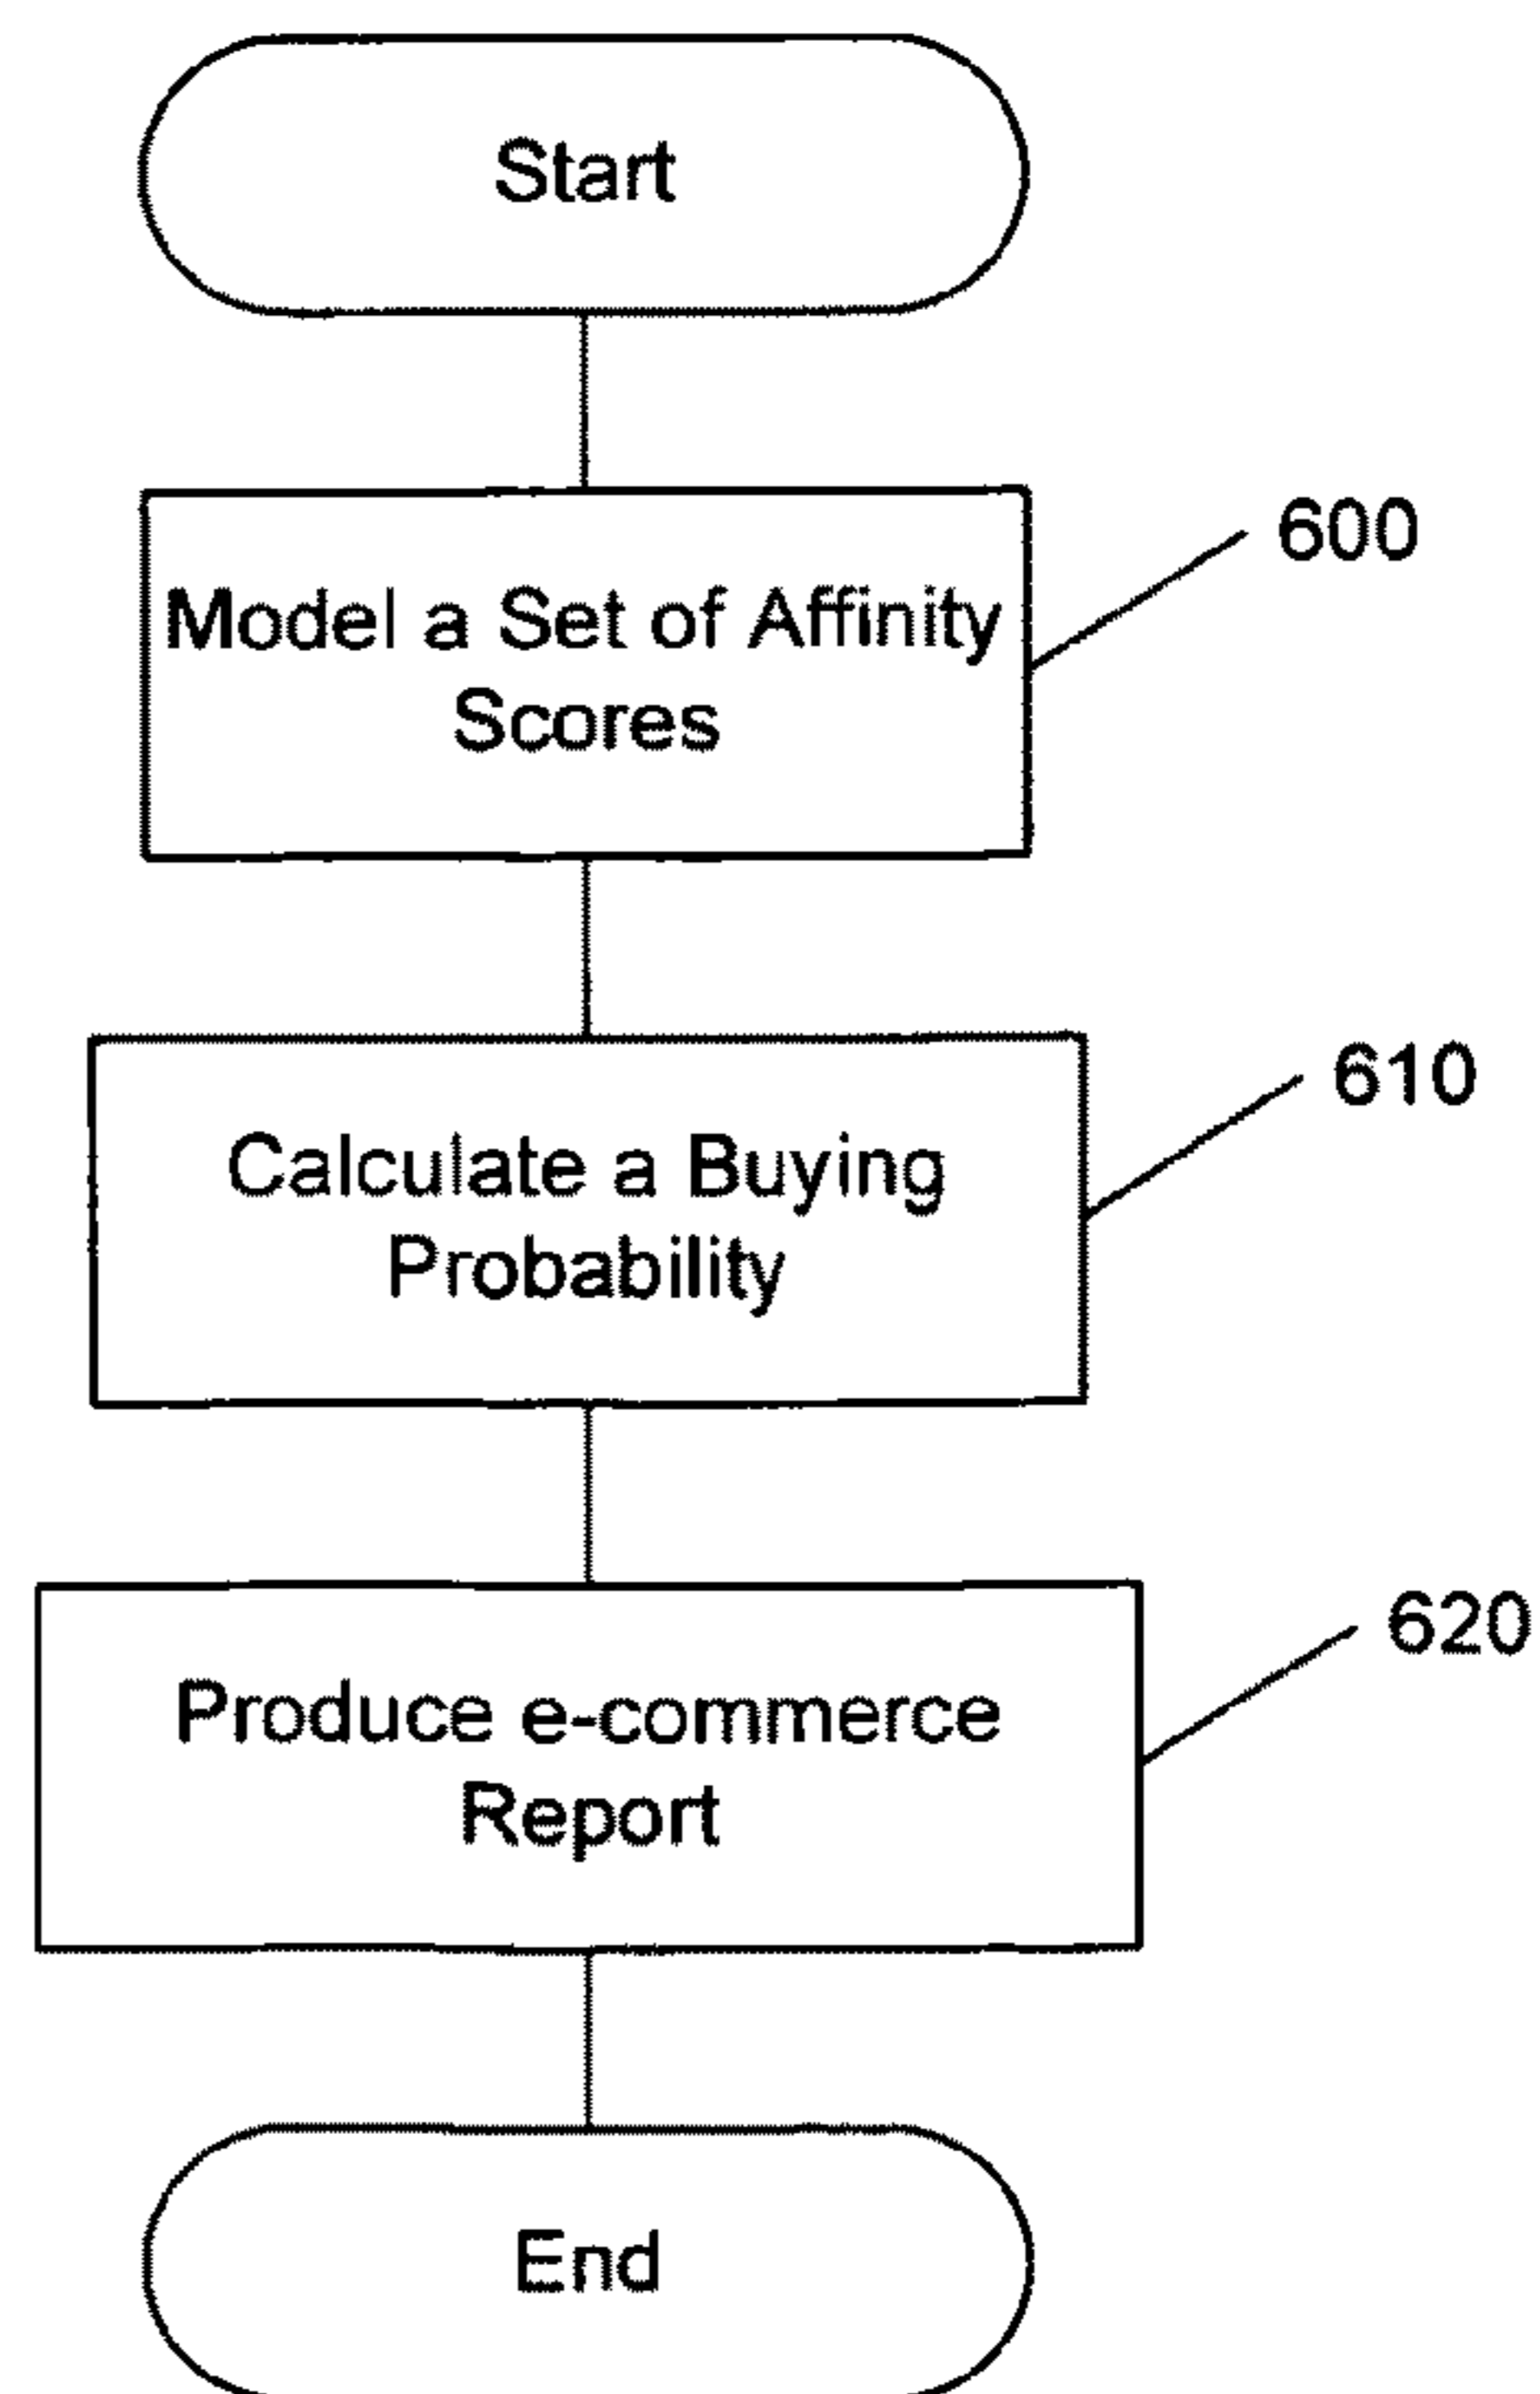 Start
600
Model a Set of Affinity
Scores
610
Calculate a Buying
Probability
620
Produce e-commerce
Report
End